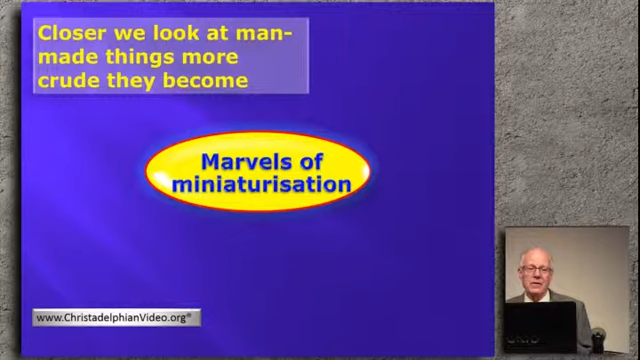 Closer we look at man-
made things more
crude they become
Marvels of
miniaturisation
www.ChristadelphianVideo.org®